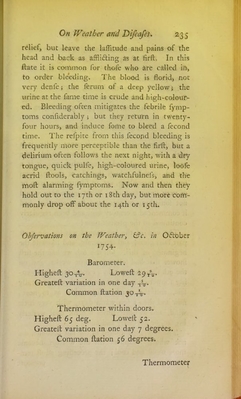 On Weather and Diſeaſes. 235
relief, but leave the laſſitude and pains of the
head and back as afflicting as at firſt. In this
ſtate it is common for thoſe who are called in,
to order bleeding. The blood is florid, not
very denſe; the ſerum of a deep yellow; the
urine at the ſame time is crude and high-colour-
ed. Bleeding often mitigates the febrile ſymp-
toms conſiderably; but they return in twenty-
four hours, and induce ſome to bleed a ſecond
time. The reſpite from this ſecond bleeding is
frequently more perceptible than the firſt, but a
delirium often follows the next night, with a dry
tongue, quick pulſe, high-coloured urine, looſe
acrid ſtools, catchings, watchfulneſs, and the
moſt alarming ſymptoms. Now and then they
hold out to the 17th or 18th day, but more com-
monly drop off about the 14th or 15th.
Obſervations on the Weather, &c. in October
1754.
Barometer.
Higheſt 30 Loweſt 29
Greateſt variation in one day
Common ſtation 30
Thermometer within doors.
Higheſt 65 deg. Loweſt 52.
Greateſt variation in one day 7 degrees.
Common ſtation 56 degrees.
Thermometer